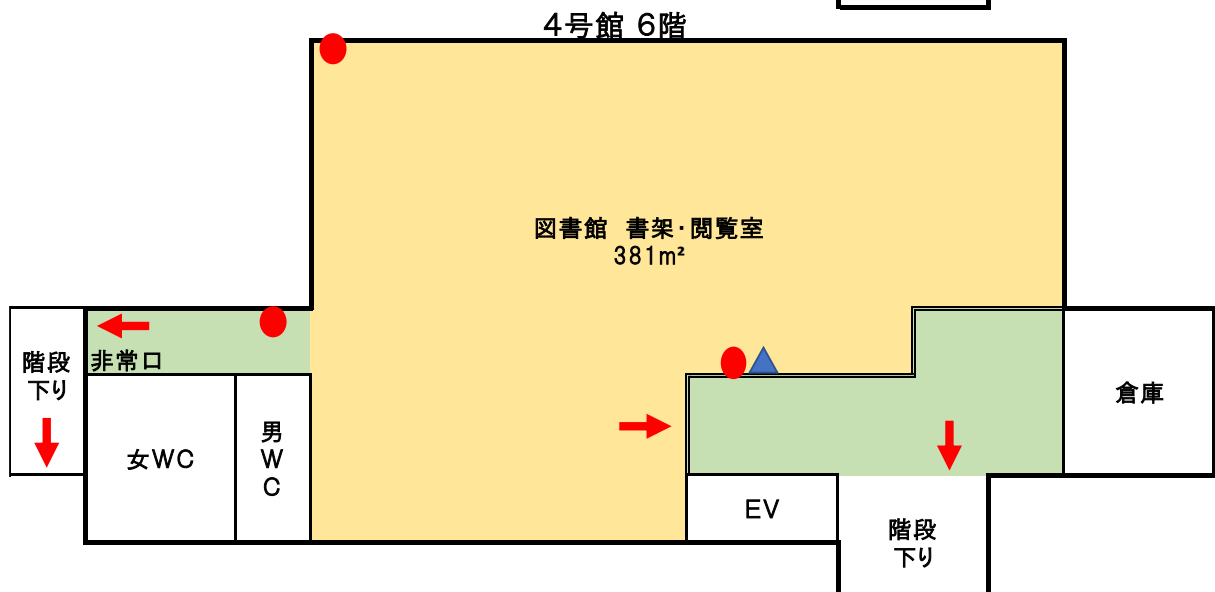 4号館 6階
図書館 書架・閲覧室
381m²
階段
下り
非常口
女WC
男
W
C
EV
階段
下り
倉庫